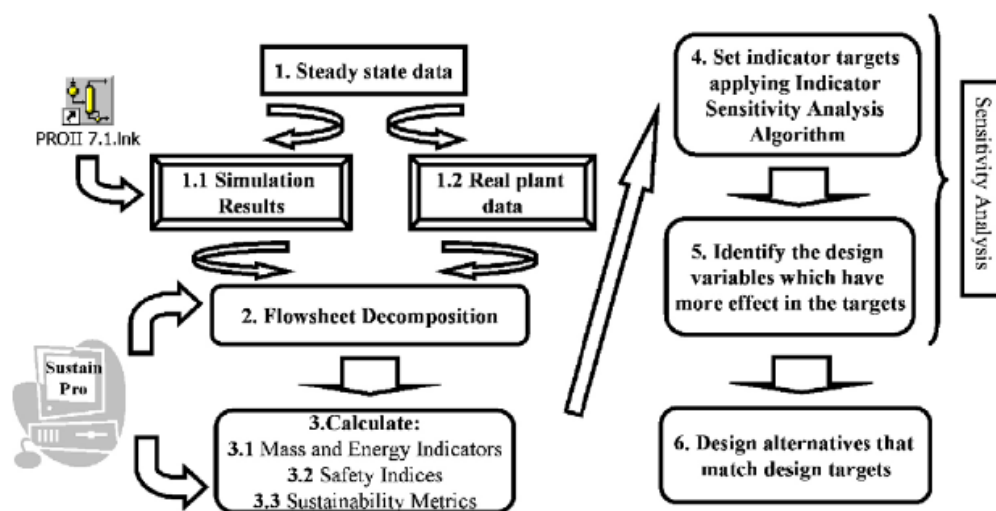 1. Steady state data
PROII 7.1.lnk
1.1 Simulation
Results
1.2 Real plant
data
2. Flowsheet Decomposition
Sustain
Pro
3.Calculate:
3.1 Mass and Energy Indicators
3.2 Safety Indices
3.3 Sustainability Metrics
4. Set indicator targets
applying Indicator
Sensitivity Analysis
Algorithm
5. Identify the design
variables which have
more effect in the targets
Sensitivity Analysis
6. Design alternatives that
match design targets